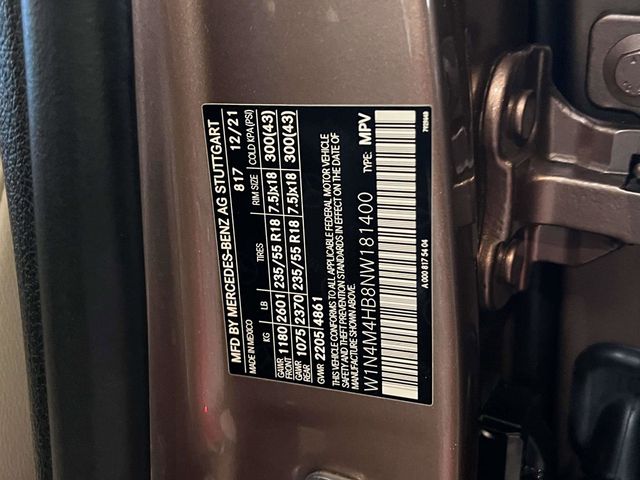 MFD BY MERCEDES-BENZ AG STUTTGART
MADE IN MEXICO 817 12/21
KG LB TIRES RIM SIZE COLD KPA(PSI)
GAWR FRONT 1180 2601 235/55 R18 7.5Jx18 300(43)
GAWR REAR 1075 2370 235/55 R18 7.5Jx18 300(43)
GVWR 2205 4861
THIS VEHICLE CONFORMS TO ALL APPLICABLE FEDERAL MOTOR VEHICLE
SAFETY AND THEFT PREVENTION STANDARDS IN EFFECT ON THE DATE OF
MANUFACTURE SHOWN ABOVE.
W1N4M4HB8NW181400 TYPE: MPV
A 000 817 54 04